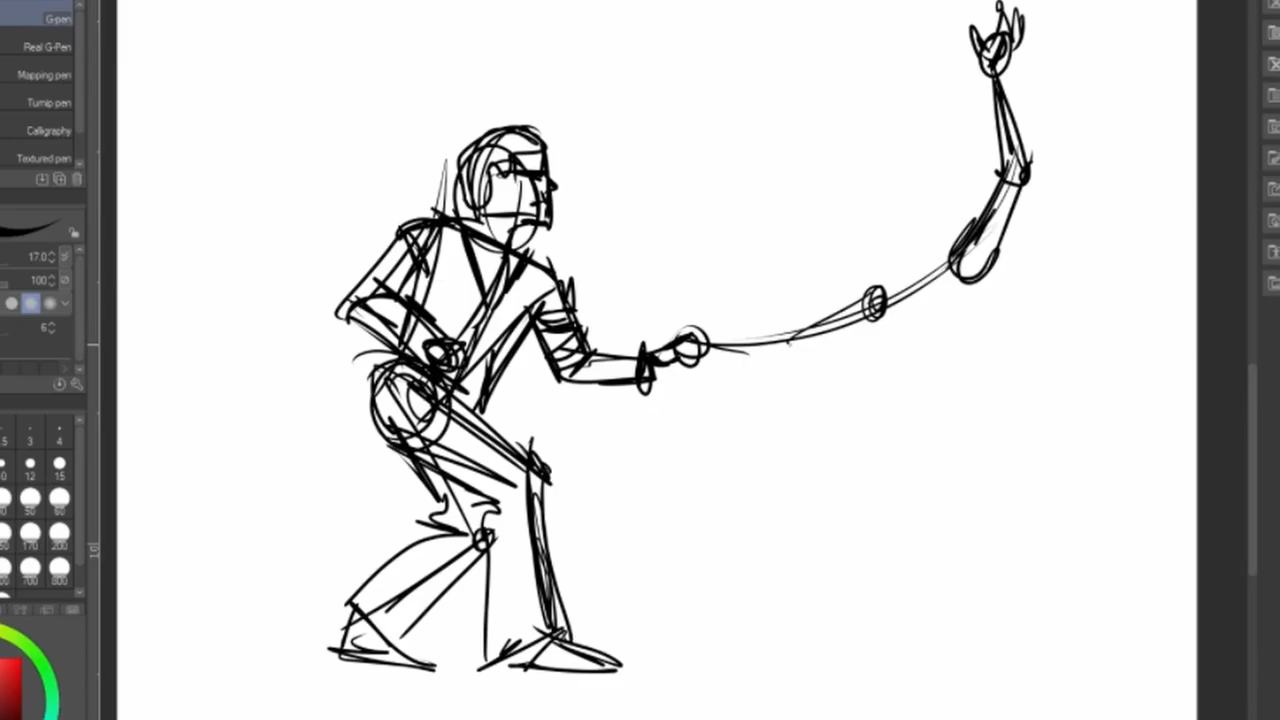 G-pen
Real G-Pen
Mapping pen
Turnip pen
Calligraphy
Textured pen
17.0
100
6
.5 3 4
0 12 15
50 60
170 200
700 800